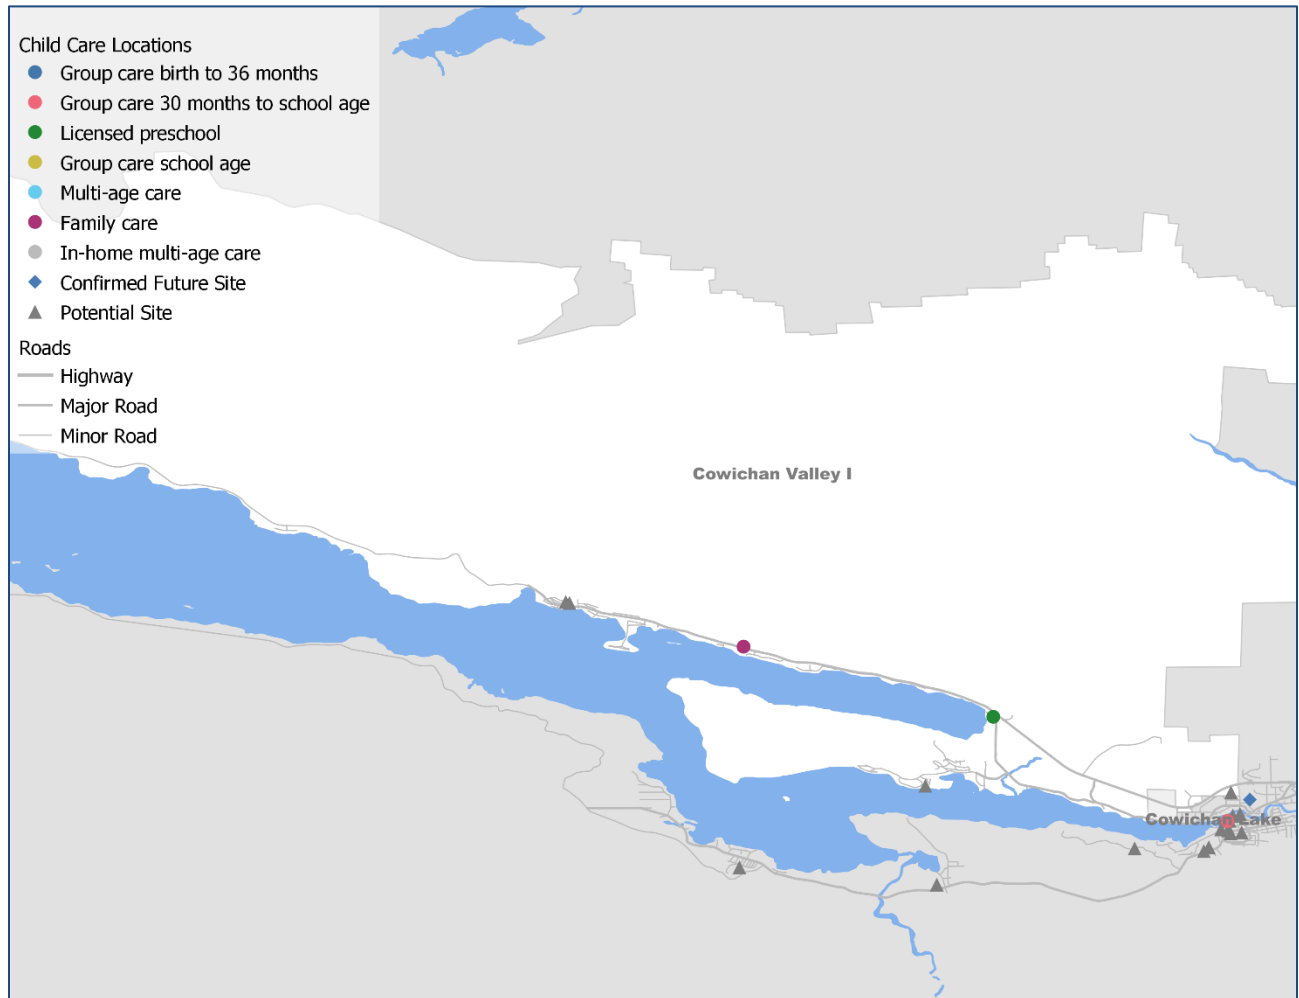 Child Care Locations
Group care birth to 36 months
Group care 30 months to school age
Licensed preschool
Group care school age
Multi-age care
Family care
In-home multi-age care
Confirmed Future Site
Potential Site
Roads
Highway
Major Road
Minor Road
Cowichan Valley I
Cowichan Lake